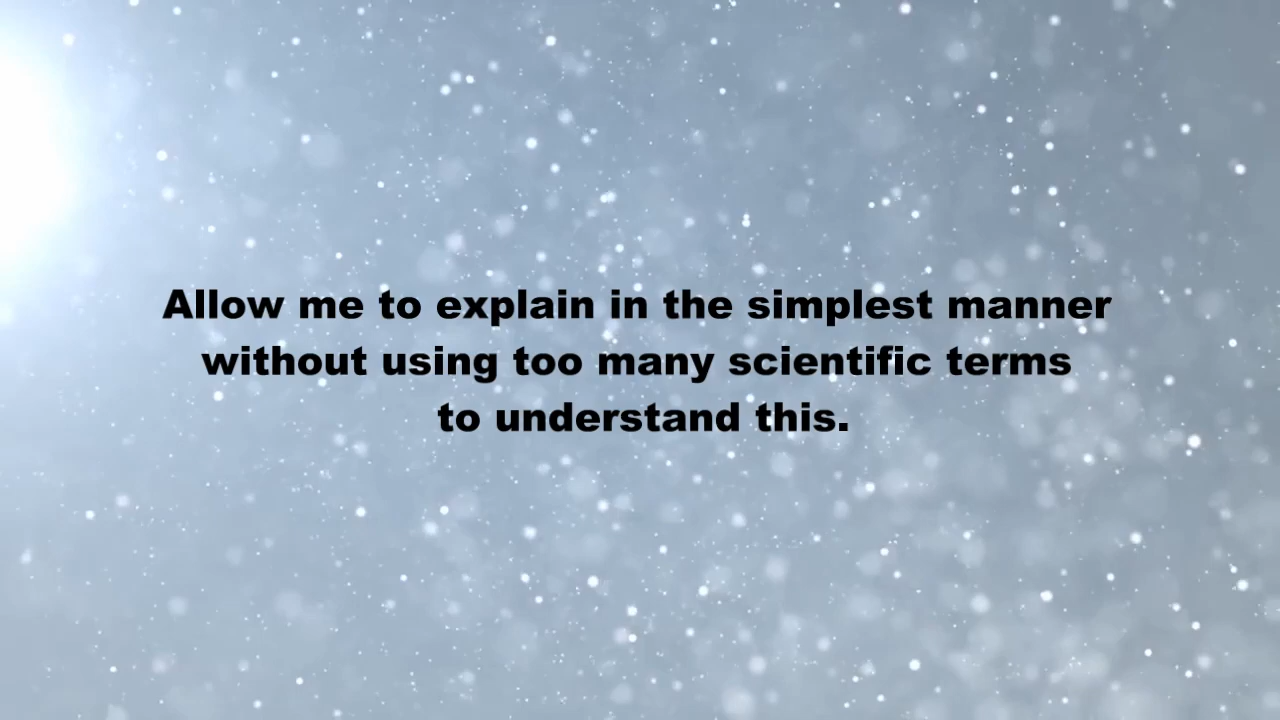 Allow me to explain in the simplest manner
without using too many scientific terms
to understand this.